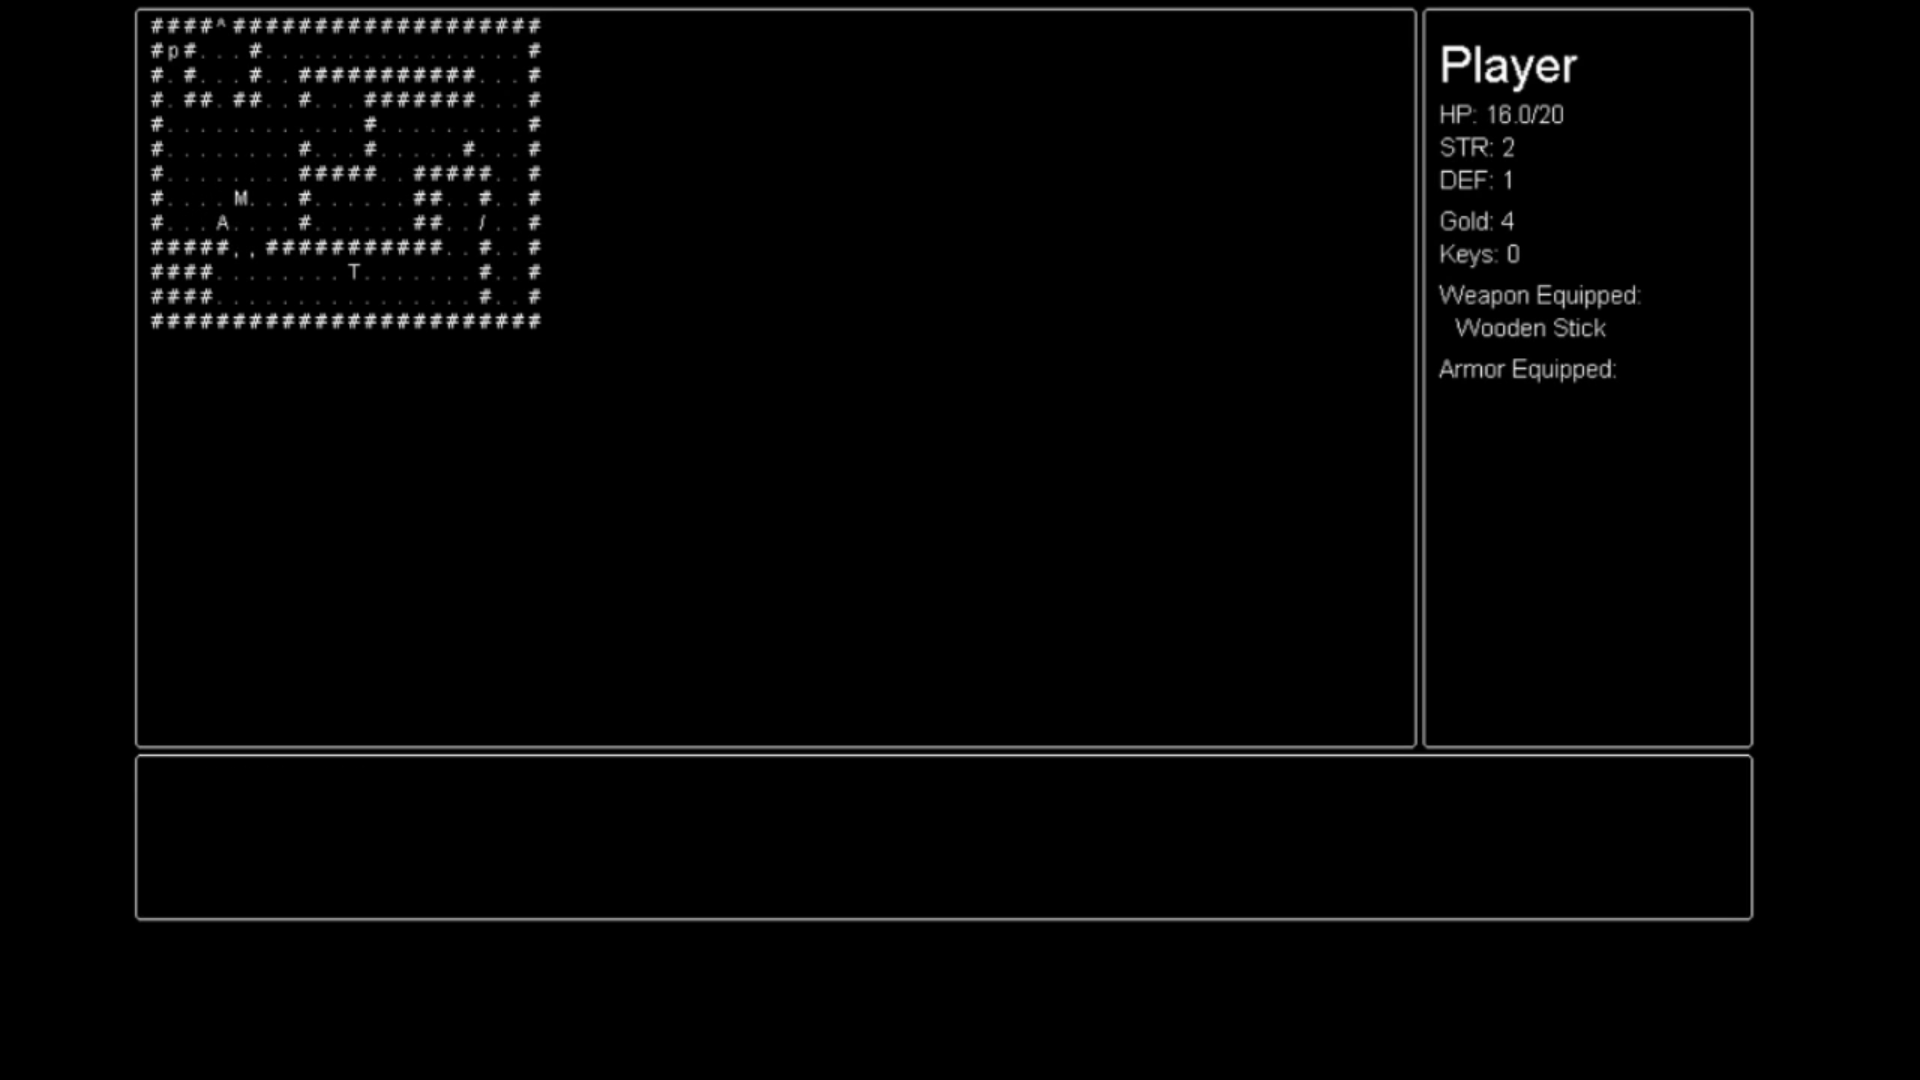 ####^###################
#p#...#................#
#.#...#..###########...#
#.##.##..#...#######...#
#............#.........#
#........#...#.....#...#
#........#####..#####..#
#....M...#......##..#..#
#...A....#......##../..#
#####,,###########..#..#
####........T.......#..#
####................#..#
########################
Player
HP: 16.0/20
STR: 2
DEF: 1
Gold: 4
Keys: 0
Weapon Equipped:
Wooden Stick
Armor Equipped: